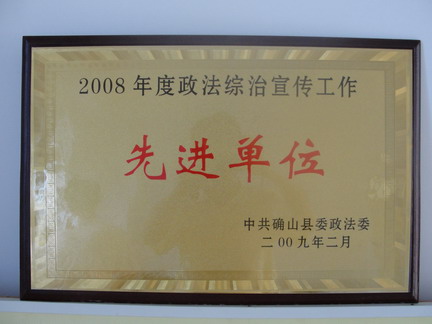 2008年度政法综治宣传工作
先进单位
中共确山县委政法委
二00九年二月